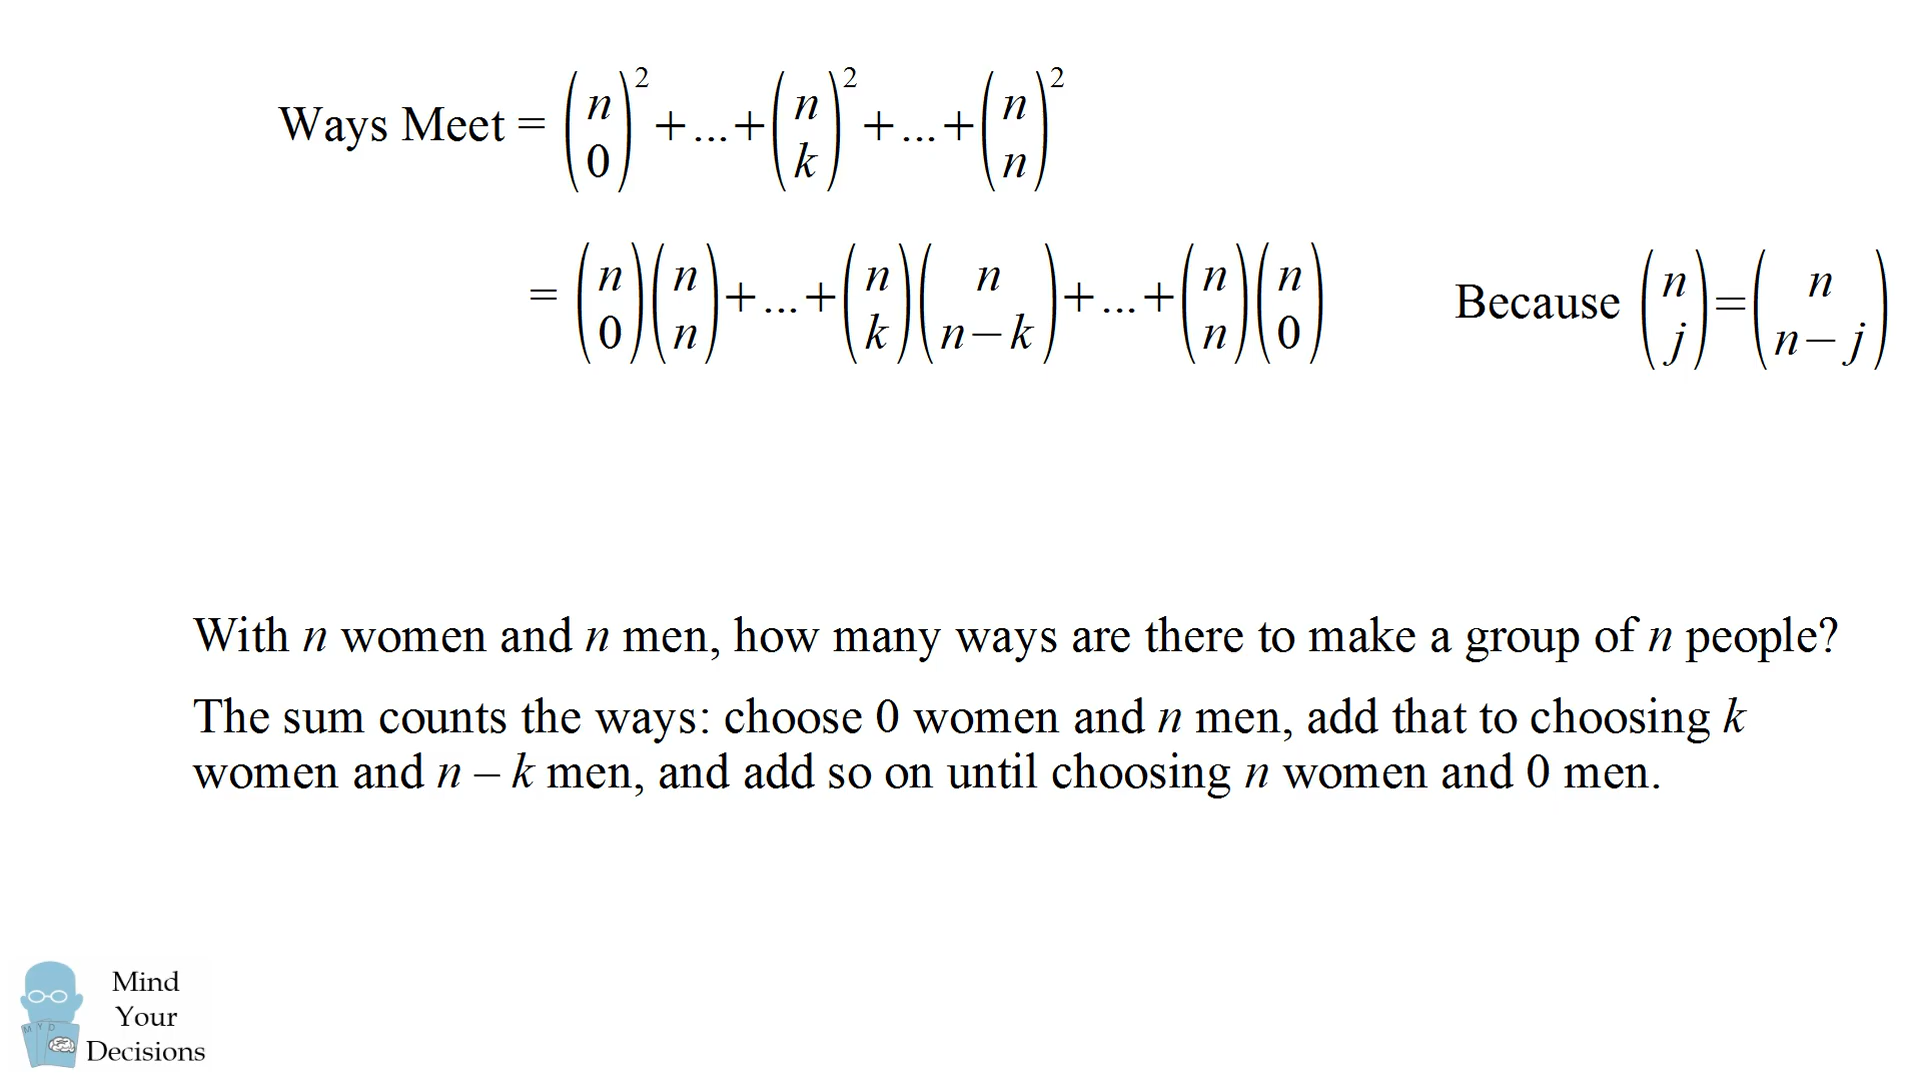 Ways Meet = (n 0)^2 + ... + (n k)^2 + ... + (n n)^2
= (n 0)(n n) + ... + (n k)(n n−k) + ... + (n n)(n 0)
Because (n j) = (n n−j)
With n women and n men, how many ways are there to make a group of n people?
The sum counts the ways: choose 0 women and n men, add that to choosing k
women and n – k men, and add so on until choosing n women and 0 men.
M Y D
Mind
Your
Decisions